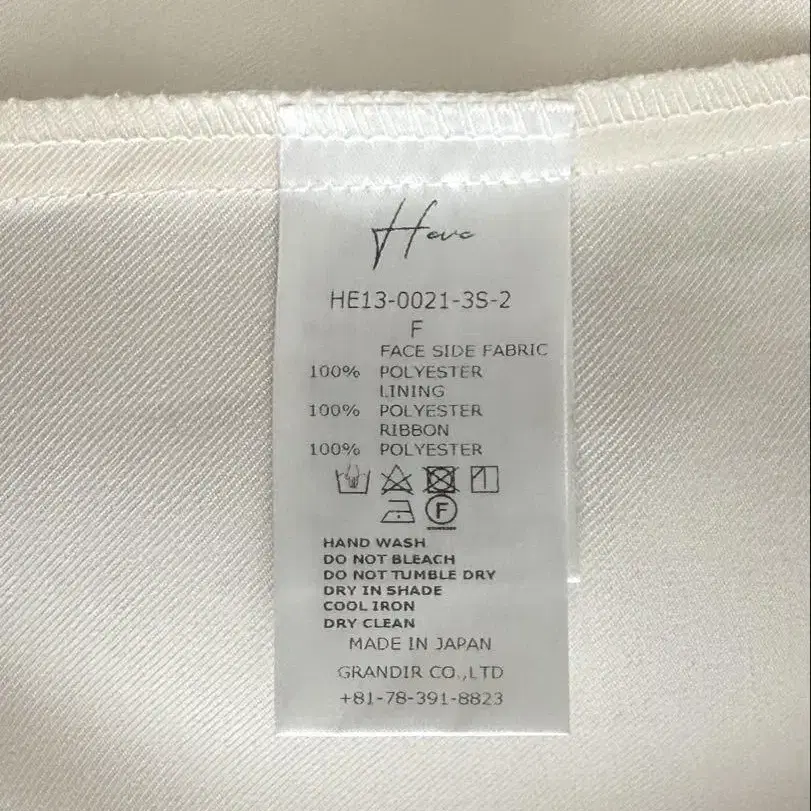 Heve
HE13-0021-3S-2
F
FACE SIDE FABRIC
100% POLYESTER
LINING
100% POLYESTER
RIBBON
100% POLYESTER
F
HAND WASH
DO NOT BLEACH
DO NOT TUMBLE DRY
DRY IN SHADE
COOL IRON
DRY CLEAN
MADE IN JAPAN
GRANDIR CO.,LTD
+81-78-391-8823